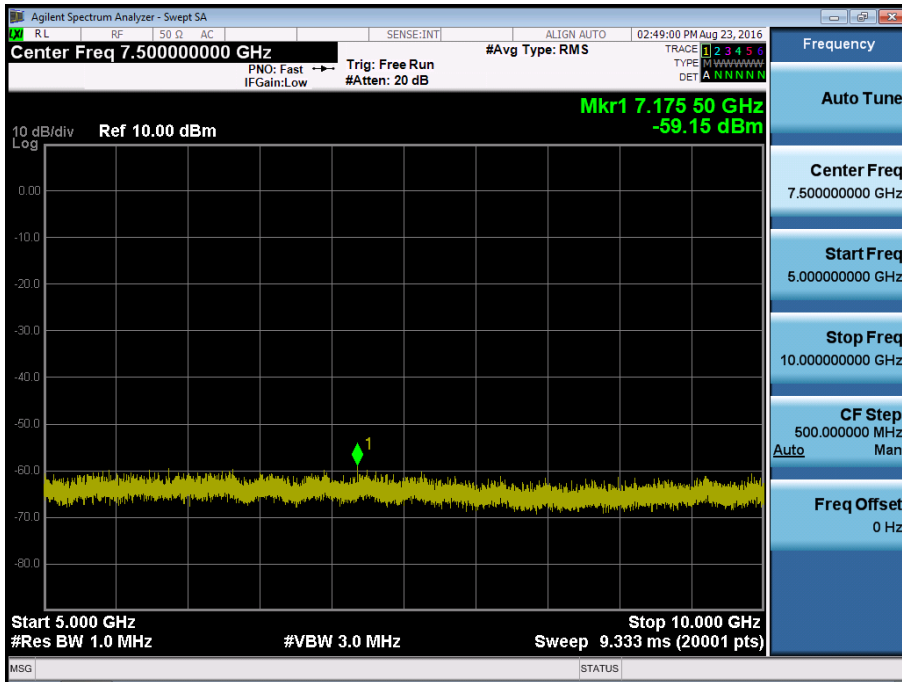 Agilent Spectrum Analyzer - Swept SA
LXI RL RF 50 Ω AC SENSE:INT ALIGN AUTO 02:49:00 PM Aug 23, 2016
Center Freq 7.500000000 GHz #Avg Type: RMS TRACE 1 2 3 4 5 6
PNO: Fast Trig: Free Run TYPE M WWWWW
IFGain:Low #Atten: 20 dB DET A N N N N N
Mkr1 7.175 50 GHz
-59.15 dBm
10 dB/div Ref 10.00 dBm
Log
0.00
-10.0
-20.0
-30.0
-40.0
-50.0
1
-60.0
-70.0
-80.0
Start 5.000 GHz Stop 10.000 GHz
#Res BW 1.0 MHz #VBW 3.0 MHz Sweep 9.333 ms (20001 pts)
MSG STATUS
Frequency
Auto Tune
Center Freq
7.500000000 GHz
Start Freq
5.000000000 GHz
Stop Freq
10.000000000 GHz
CF Step
500.000000 MHz
Auto Man
Freq Offset
0 Hz